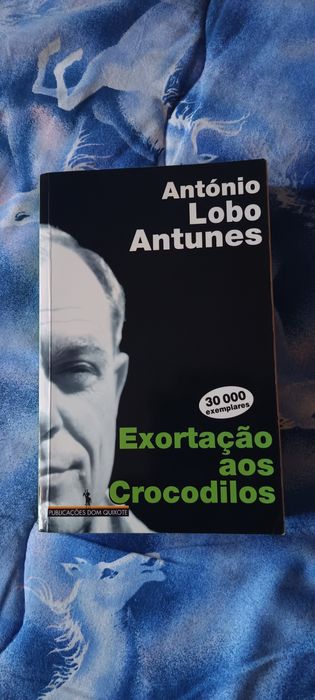 António
Lobo
Antunes
30 000
exemplares
Exortação
aos
Crocodilos
PUBLICAÇÕES DOM QUIXOTE